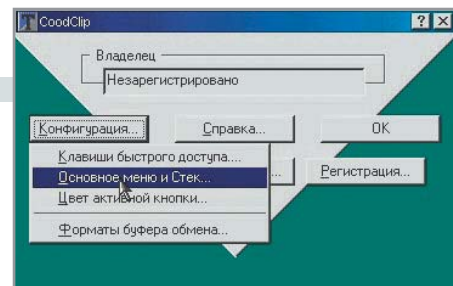 CoodClip
Владелец
Незарегистрировано
Конфигурация... Справка... OK
Клавиши быстрого доступа....
Основное меню и Стек... ... Регистрация...
Цвет активной кнопки...
Форматы буфера обмена...